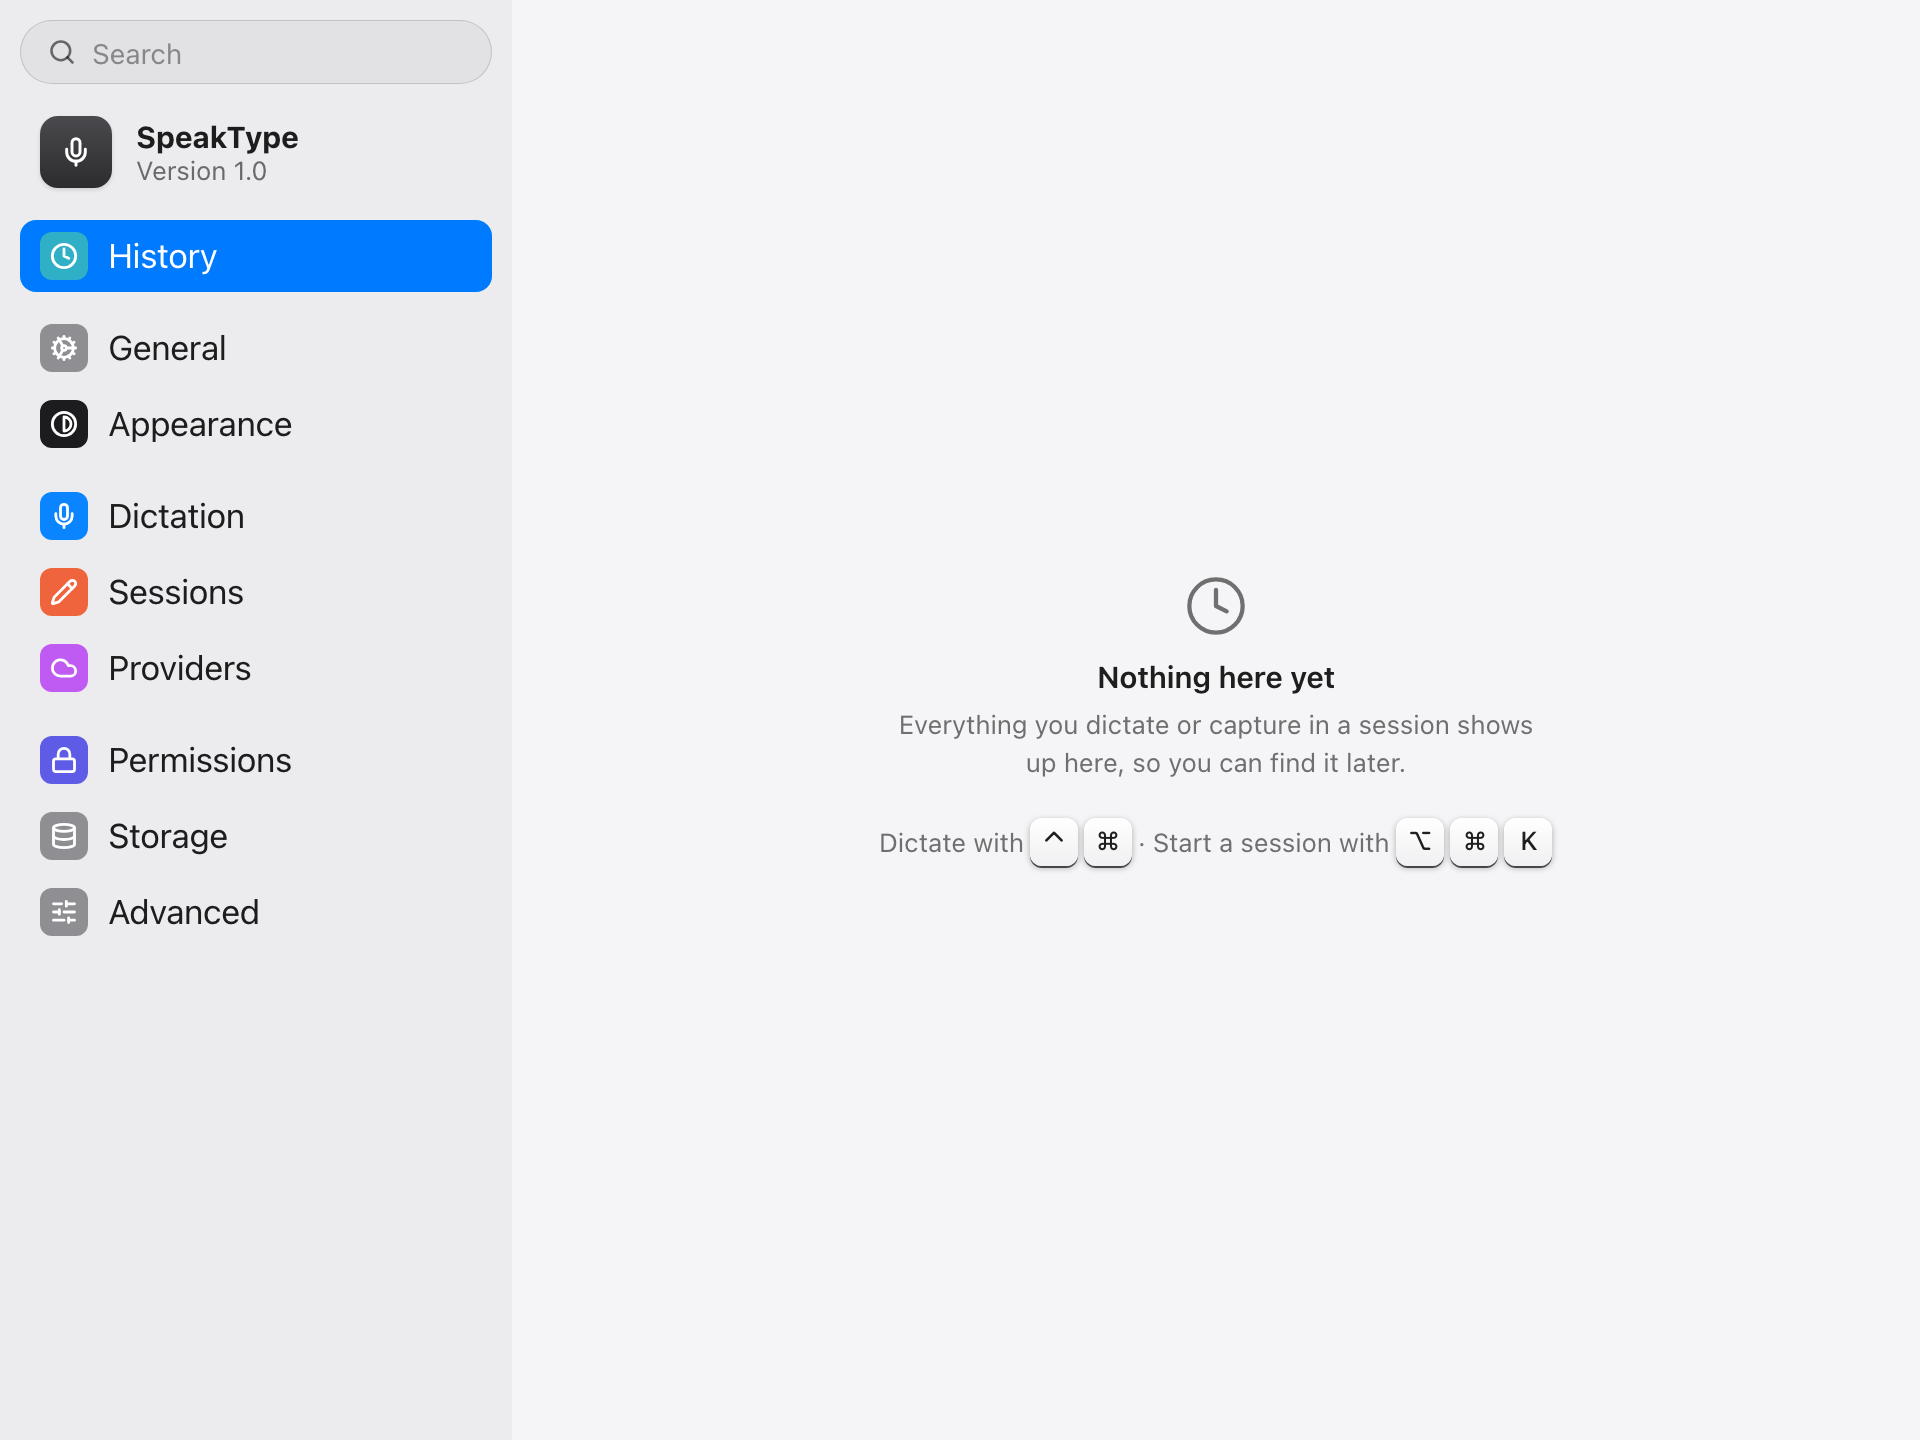 Search
SpeakType
Version 1.0
History
General
Appearance
Dictation
Sessions
Providers
Permissions
Storage
Advanced
Nothing here yet
Everything you dictate or capture in a session shows
up here, so you can find it later.
Dictate with ⌃ ⌘ · Start a session with ⌥ ⌘ K